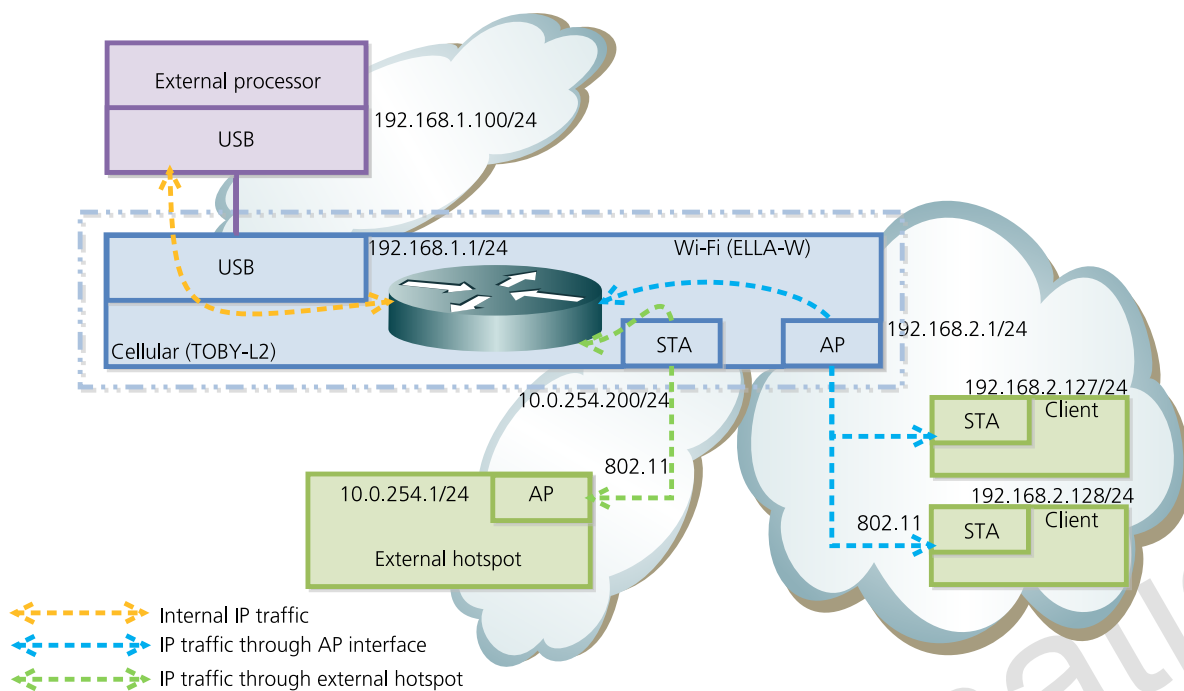 External processor
USB
192.168.1.100/24
192.168.1.1/24
Wi-Fi (ELLA-W)
USB
192.168.2.1/24
Cellular (TOBY-L2)
STA
AP
10.0.254.200/24
192.168.2.127/24
STA
Client
802.11
10.0.254.1/24
AP
192.168.2.128/24
802.11
STA
Client
External hotspot
Internal IP traffic
IP traffic through AP interface
IP traffic through external hotspot